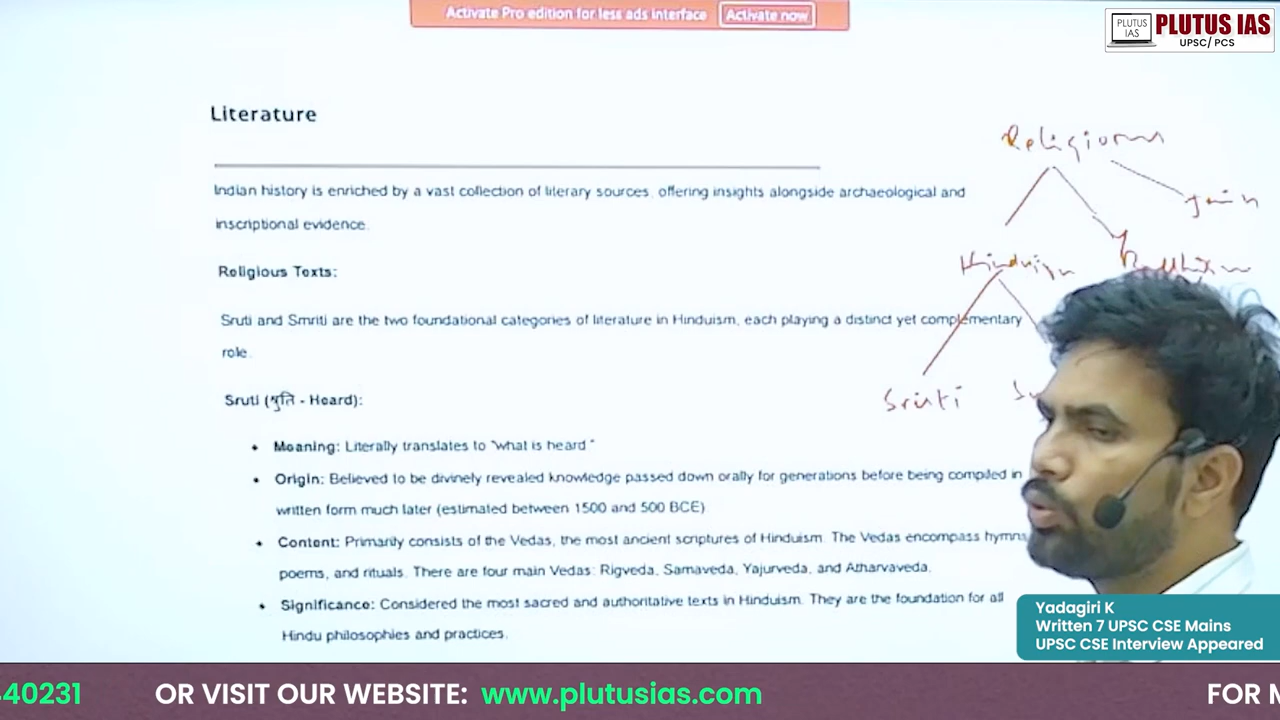 Activate Pro edition for less ads interface Activate now
PLUTUS IAS
PLUTUS IAS
UPSC/ PCS
Literature
Indian history is enriched by a vast collection of literary sources, offering insights alongside archaeological and
inscriptional evidence.
Religious Texts:
Sruti and Smriti are the two foundational categories of literature in Hinduism, each playing a distinct yet complementary
role.
Sruti (श्रुति - Heard):
• Meaning: Literally translates to "what is heard."
• Origin: Believed to be divinely revealed knowledge passed down orally for generations before being compiled in
written form much later (estimated between 1500 and 500 BCE)
• Content: Primarily consists of the Vedas, the most ancient scriptures of Hinduism. The Vedas encompass hymns,
poems, and rituals. There are four main Vedas: Rigveda, Samaveda, Yajurveda, and Atharvaveda.
• Significance: Considered the most sacred and authoritative texts in Hinduism. They are the foundation for all
Hindu philosophies and practices.
Religious
Jain
Hinduism Buddhism
Sruti
Yadagiri K
Written 7 UPSC CSE Mains
UPSC CSE Interview Appeared
40231 OR VISIT OUR WEBSITE: www.plutusias.com FOR M